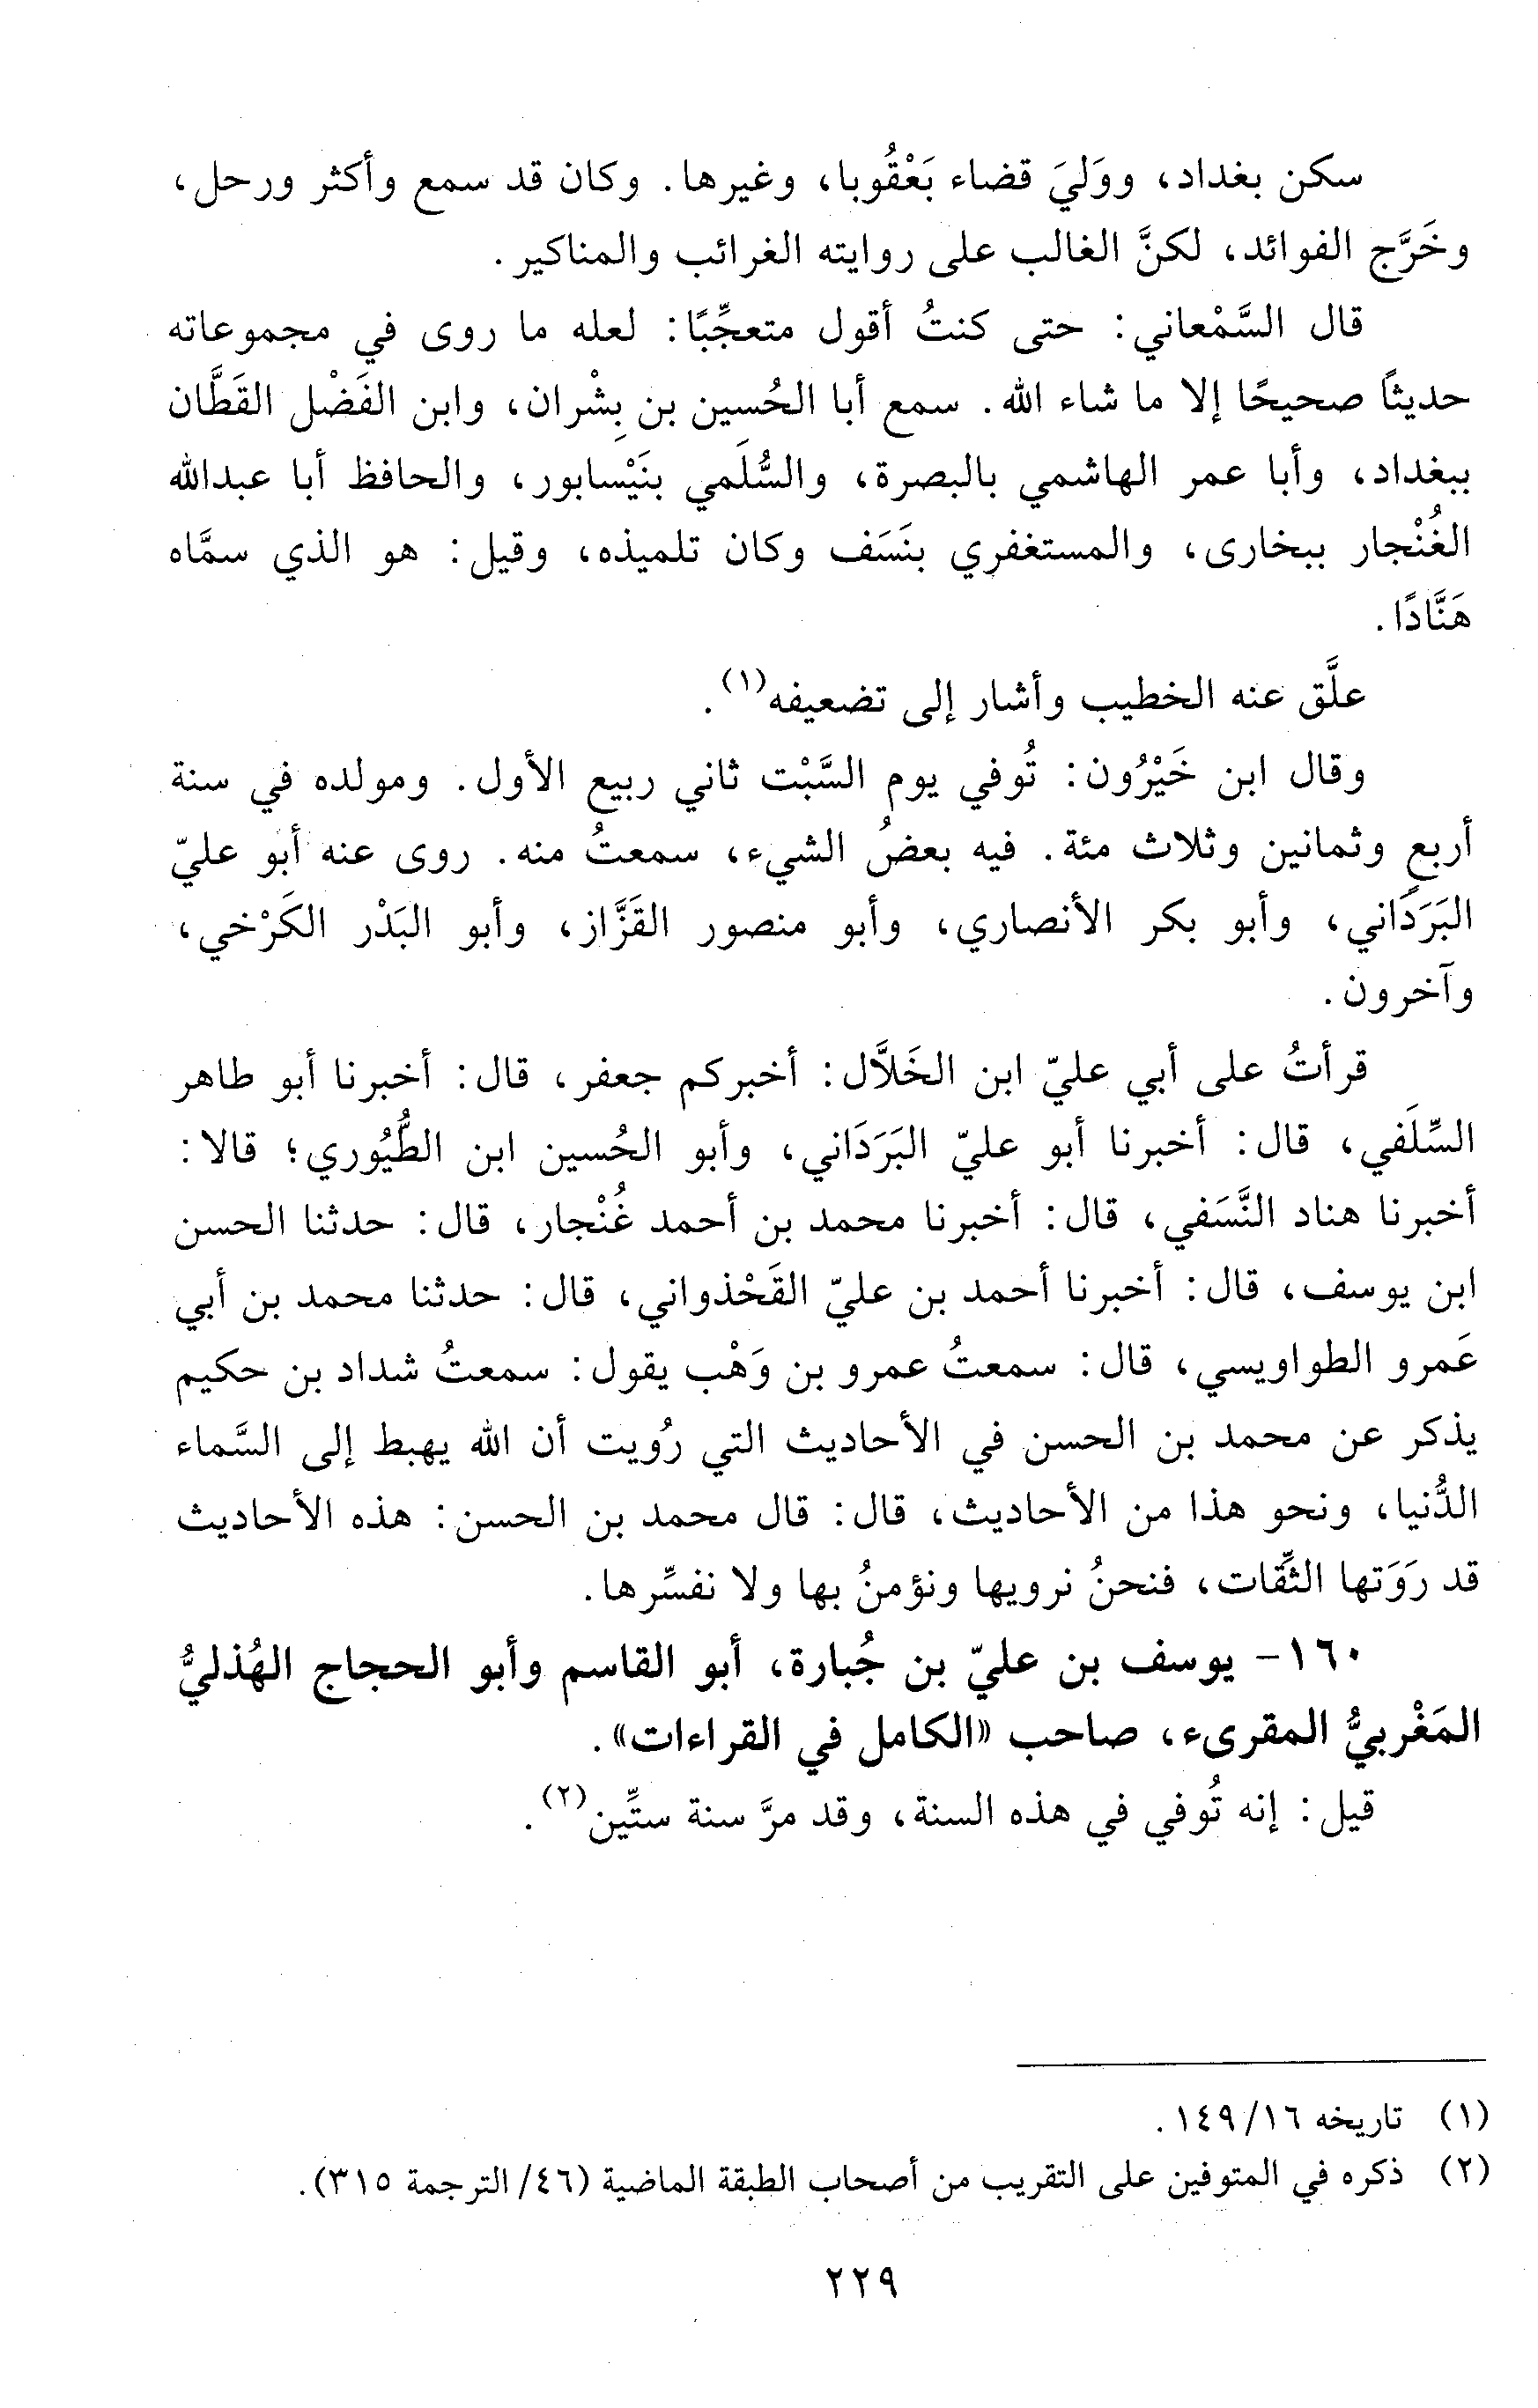 سكن بغداد، ووَليَ قضاء بَعْقُوبا، وغيرها. وكان قد سمع وأكثر ورحل،
وخَرَّج الفوائد، لكنَّ الغالب على روايته الغرائب والمناكير.
قال السَّمْعاني: حتى كنتُ أقول متعجِّبًا: لعله ما روى في مجموعاته
حديثًا صحيحًا إلا ما شاء الله. سمع أبا الحُسين بن بِشْران، وابن الفَضْل القَطَّان
ببغداد، وأبا عمر الهاشمي بالبصرة، والسُّلَمي بنَيْسابور، والحافظ أبا عبدالله
الغُنْجار ببخارى، والمستغفري بنَسَف وكان تلميذه، وقيل: هو الذي سمَّاه
هَنَّادًا.
علَّق عنه الخطيب وأشار إلى تضعيفه(١).
وقال ابن خَيْرُون: تُوفي يوم السَّبْت ثاني ربيع الأول. ومولده في سنة
أربعٍ وثمانين وثلاث مئة. فيه بعضُ الشيء، سمعتُ منه. روى عنه أبو عليّ
البَرَدَاني، وأبو بكر الأنصاري، وأبو منصور القَزَّاز، وأبو البَدْر الكَرْخي،
وآخرون.
قرأتُ على أبي عليّ ابن الخَلاَّل: أخبركم جعفر، قال: أخبرنا أبو طاهر
السِّلَفي، قال: أخبرنا أبو عليّ البَرَدَاني، وأبو الحُسين ابن الطُّيُوري؛ قالا:
أخبرنا هناد النَّسَفي، قال: أخبرنا محمد بن أحمد غُنْجار، قال: حدثنا الحسن
ابن يوسف، قال: أخبرنا أحمد بن عليّ القَحْذواني، قال: حدثنا محمد بن أبي
عَمرو الطواويسي، قال: سمعتُ عمرو بن وَهْب يقول: سمعتُ شداد بن حكيم
يذكر عن محمد بن الحسن في الأحاديث التي رُويت أن الله يهبط إلى السَّماء
الدُّنيا، ونحو هذا من الأحاديث، قال: قال محمد بن الحسن: هذه الأحاديث
قد رَوَتها الثِّقات، فنحنُ نرويها ونؤمنُ بها ولا نفسِّرها.
١٦٠- يوسف بن عليّ بن جُبارة، أبو القاسم وأبو الحجاج الهُذليُّ
المَغْربيُّ المقرىء، صاحب «الكامل في القراءات».
قيل: إنه تُوفي في هذه السنة، وقد مرَّ سنة ستِّين(٢).
(١) تاريخه ١٦/ ١٤٩.
(٢) ذكره في المتوفين على التقريب من أصحاب الطبقة الماضية (٤٦/ الترجمة ٣١٥).
٢٢٩